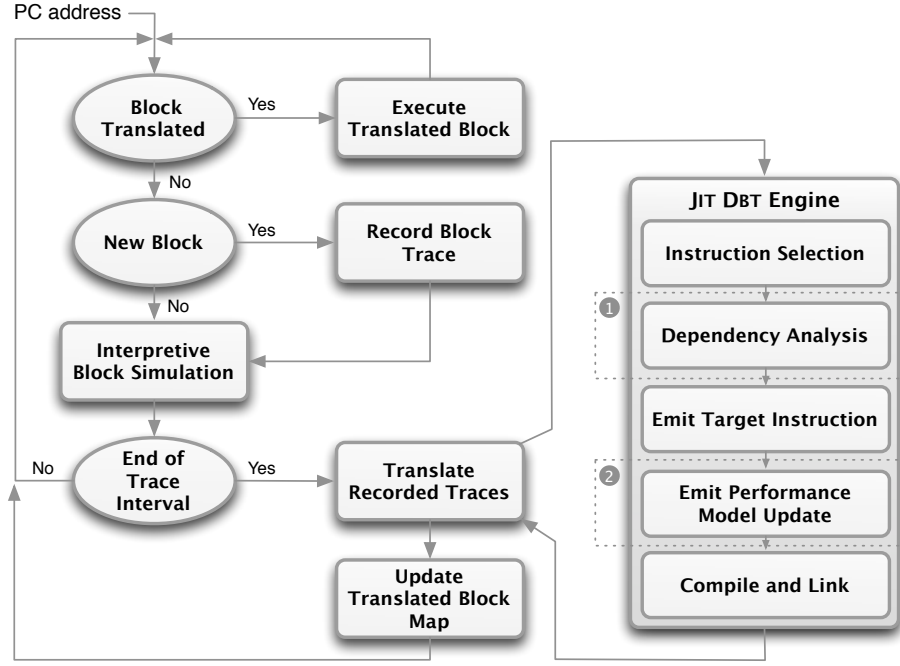 PC address
Block
Translated
Yes
Execute
Translated Block
No
New Block
Yes
Record Block
Trace
No
Interpretive
Block Simulation
End of
Trace
Interval
No
Yes
Translate
Recorded Traces
Update
Translated Block
Map
JIT DBT Engine
Instruction Selection
1
Dependency Analysis
Emit Target Instruction
2
Emit Performance
Model Update
Compile and Link